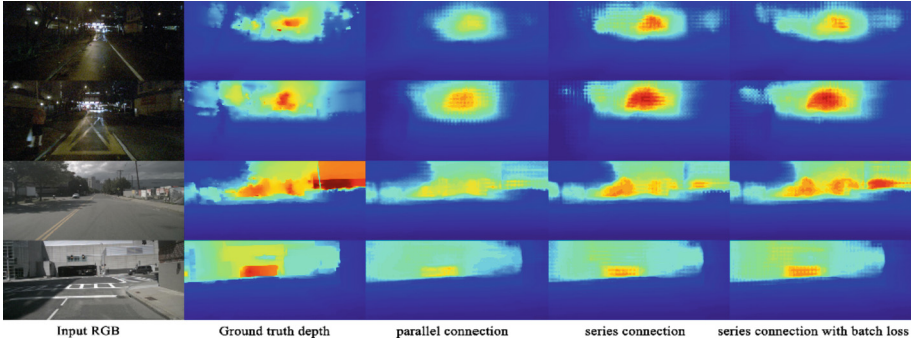 Input RGB
Ground truth depth
parallel connection
series connection
series connection with batch loss